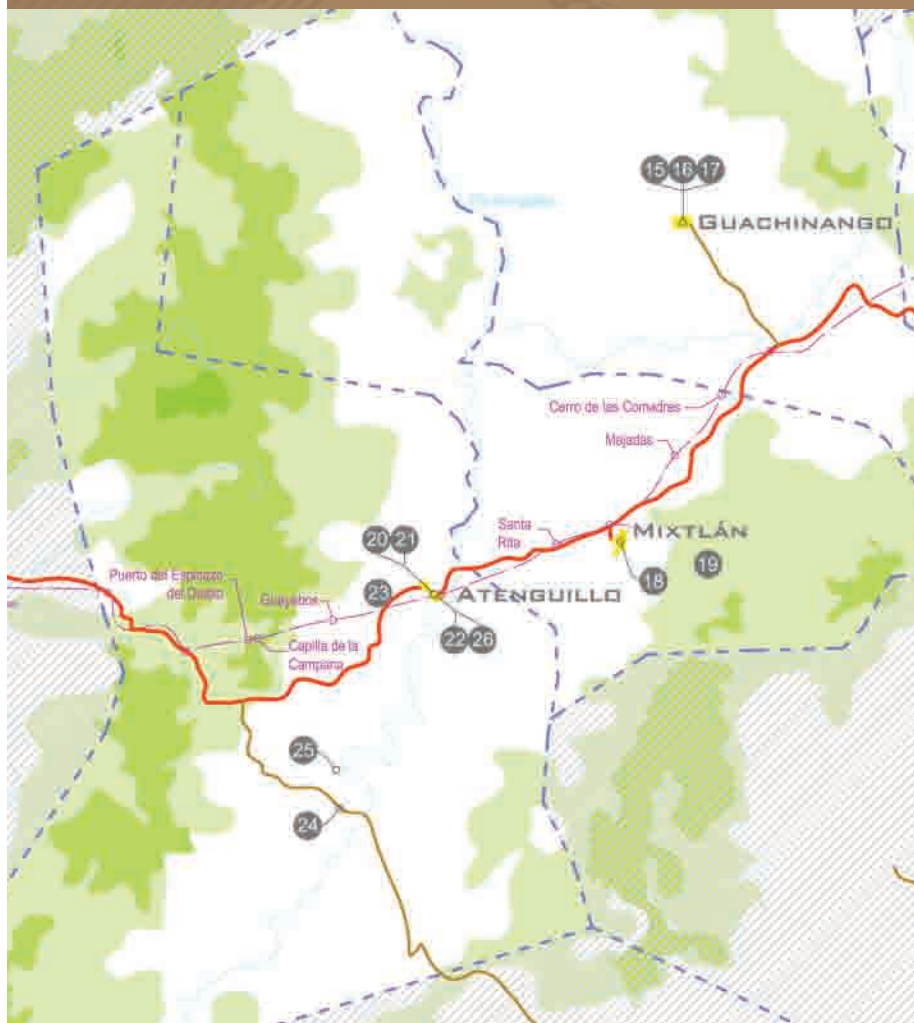 15 16 17
GUACHINANGO
Cerro de las Comadres
Majadas
Santa
Rita
MIXTLÁN
18
19
20 21
23
ATENGUILLO
22 26
Puerto del Espinazo
del Diablo
Guayabos
Capilla de la
Campana
25
24